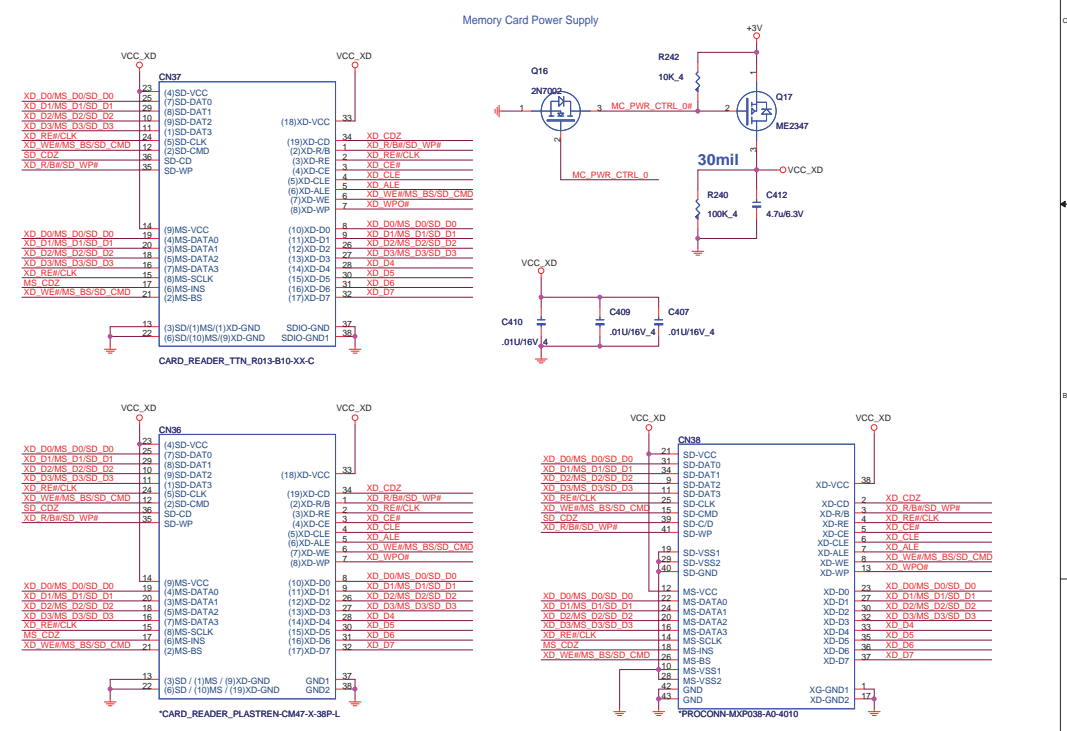 Memory Card Power Supply
C
+3V
VCC_XD
VCC_XD
R242
10K_4
Q16
2N7002
1
3
MC_PWR_CTRL_0#
2
1
Q17
ME2347
3
2
MC_PWR_CTRL_0
30mil
VCC_XD
R240
100K_4
C412
4.7u/6.3V
CN37
23 (4)SD-VCC
XD_D0/MS_D0/SD_D0 25 (7)SD-DAT0
XD_D1/MS_D1/SD_D1 29 (8)SD-DAT1
XD_D2/MS_D2/SD_D2 10 (9)SD-DAT2
XD_D3/MS_D3/SD_D3 11 (1)SD-DAT3
XD_RE#/CLK 24 (5)SD-CLK
XD_WE#/MS_BS/SD_CMD 12 (2)SD-CMD
SD_CDZ 36 SD-CD
XD_R/B#/SD_WP# 35 SD-WP
14 (9)MS-VCC
XD_D0/MS_D0/SD_D0 19 (4)MS-DATA0
XD_D1/MS_D1/SD_D1 20 (3)MS-DATA1
XD_D2/MS_D2/SD_D2 18 (5)MS-DATA2
XD_D3/MS_D3/SD_D3 16 (7)MS-DATA3
XD_RE#/CLK 15 (8)MS-SCLK
MS_CDZ 17 (6)MS-INS
XD_WE#/MS_BS/SD_CMD 21 (2)MS-BS
13 (3)SD/(1)MS/(1)XD-GND
22 (6)SD/(10)MS/(9)XD-GND
(18)XD-VCC 33
(19)XD-CD 34 XD_CDZ
(2)XD-R/B 1 XD_R/B#/SD_WP#
(3)XD-RE 2 XD_RE#/CLK
(4)XD-CE 3 XD_CE#
(5)XD-CLE 4 XD_CLE
(6)XD-ALE 5 XD_ALE
(7)XD-WE 6 XD_WE#/MS_BS/SD_CMD
(8)XD-WP 7 XD_WPO#
(10)XD-D0 8 XD_D0/MS_D0/SD_D0
(11)XD-D1 9 XD_D1/MS_D1/SD_D1
(12)XD-D2 26 XD_D2/MS_D2/SD_D2
(13)XD-D3 27 XD_D3/MS_D3/SD_D3
(14)XD-D4 28 XD_D4
(15)XD-D5 30 XD_D5
(16)XD-D6 31 XD_D6
(17)XD-D7 32 XD_D7
SDIO-GND 37
SDIO-GND1 38
CARD_READER_TTN_R013-B10-XX-C
VCC_XD
C410
.01U/16V_4
C409
.01U/16V_4
C407
.01U/16V_4
B
VCC_XD
VCC_XD
CN36
23 (4)SD-VCC
XD_D0/MS_D0/SD_D0 25 (7)SD-DAT0
XD_D1/MS_D1/SD_D1 29 (8)SD-DAT1
XD_D2/MS_D2/SD_D2 10 (9)SD-DAT2
XD_D3/MS_D3/SD_D3 11 (1)SD-DAT3
XD_RE#/CLK 24 (5)SD-CLK
XD_WE#/MS_BS/SD_CMD 12 (2)SD-CMD
SD_CDZ 36 SD-CD
XD_R/B#/SD_WP# 35 SD-WP
14 (9)MS-VCC
XD_D0/MS_D0/SD_D0 19 (4)MS-DATA0
XD_D1/MS_D1/SD_D1 20 (3)MS-DATA1
XD_D2/MS_D2/SD_D2 18 (5)MS-DATA2
XD_D3/MS_D3/SD_D3 16 (7)MS-DATA3
XD_RE#/CLK 15 (8)MS-SCLK
MS_CDZ 17 (6)MS-INS
XD_WE#/MS_BS/SD_CMD 21 (2)MS-BS
13 (3)SD / (1)MS / (9)XD-GND
22 (6)SD / (10)MS / (19)XD-GND
(18)XD-VCC 33
(19)XD-CD 34 XD_CDZ
(2)XD-R/B 1 XD_R/B#/SD_WP#
(3)XD-RE 2 XD_RE#/CLK
(4)XD-CE 3 XD_CE#
(5)XD-CLE 4 XD_CLE
(6)XD-ALE 5 XD_ALE
(7)XD-WE 6 XD_WE#/MS_BS/SD_CMD
(8)XD-WP 7 XD_WPO#
(10)XD-D0 8 XD_D0/MS_D0/SD_D0
(11)XD-D1 9 XD_D1/MS_D1/SD_D1
(12)XD-D2 26 XD_D2/MS_D2/SD_D2
(13)XD-D3 27 XD_D3/MS_D3/SD_D3
(14)XD-D4 28 XD_D4
(15)XD-D5 30 XD_D5
(16)XD-D6 31 XD_D6
(17)XD-D7 32 XD_D7
GND1 37
GND2 38
*CARD_READER_PLASTREN-CM47-X-38P-L
VCC_XD
VCC_XD
CN38
21 SD-VCC
XD_D0/MS_D0/SD_D0 31 SD-DAT0
XD_D1/MS_D1/SD_D1 34 SD-DAT1
XD_D2/MS_D2/SD_D2 9 SD-DAT2
XD_D3/MS_D3/SD_D3 11 SD-DAT3
XD_RE#/CLK 25 SD-CLK
XD_WE#/MS_BS/SD_CMD 15 SD-CMD
SD_CDZ 39 SD-C/D
XD_R/B#/SD_WP# 41 SD-WP
19 SD-VSS1
29 SD-VSS2
40 SD-GND
12 MS-VCC
XD_D0/MS_D0/SD_D0 22 MS-DATA0
XD_D1/MS_D1/SD_D1 24 MS-DATA1
XD_D2/MS_D2/SD_D2 20 MS-DATA2
XD_D3/MS_D3/SD_D3 16 MS-DATA3
XD_RE#/CLK 14 MS-SCLK
MS_CDZ 18 MS-INS
XD_WE#/MS_BS/SD_CMD 26 MS-BS
10 MS-VSS1
28 MS-VSS2
42 GND
43 GND
XD-VCC 38
XD-CD 2 XD_CDZ
XD-R/B 3 XD_R/B#/SD_WP#
XD-RE 4 XD_RE#/CLK
XD-CE 5 XD_CE#
XD-CLE 6 XD_CLE
XD-ALE 7 XD_ALE
XD-WE 8 XD_WE#/MS_BS/SD_CMD
XD-WP 13 XD_WPO#
XD-D0 23 XD_D0/MS_D0/SD_D0
XD-D1 27 XD_D1/MS_D1/SD_D1
XD-D2 30 XD_D2/MS_D2/SD_D2
XD-D3 32 XD_D3/MS_D3/SD_D3
XD-D4 33 XD_D4
XD-D5 35 XD_D5
XD-D6 36 XD_D6
XD-D7 37 XD_D7
XG-GND1 1
XD-GND2 17
*PROCONN-MXP038-A0-4010